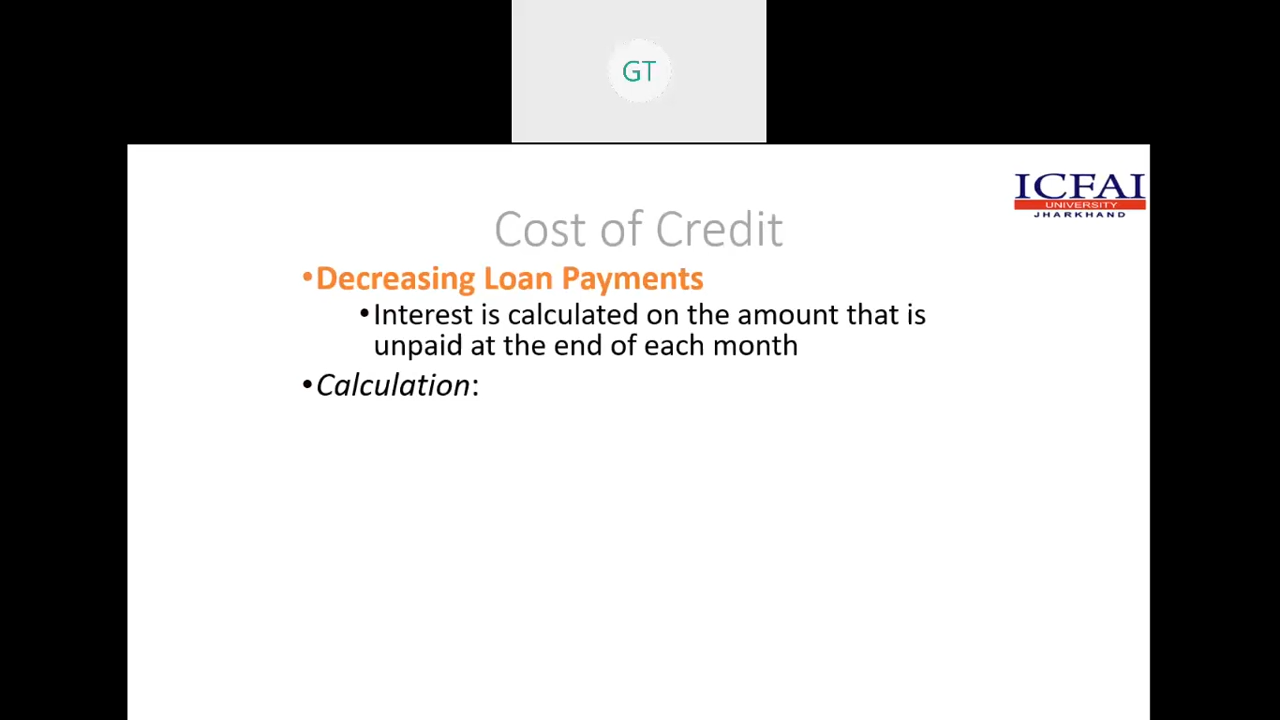 GT
ICFAI
UNIVERSITY
JHARKHAND
Cost of Credit
•Decreasing Loan Payments
•Interest is calculated on the amount that is
unpaid at the end of each month
•Calculation: